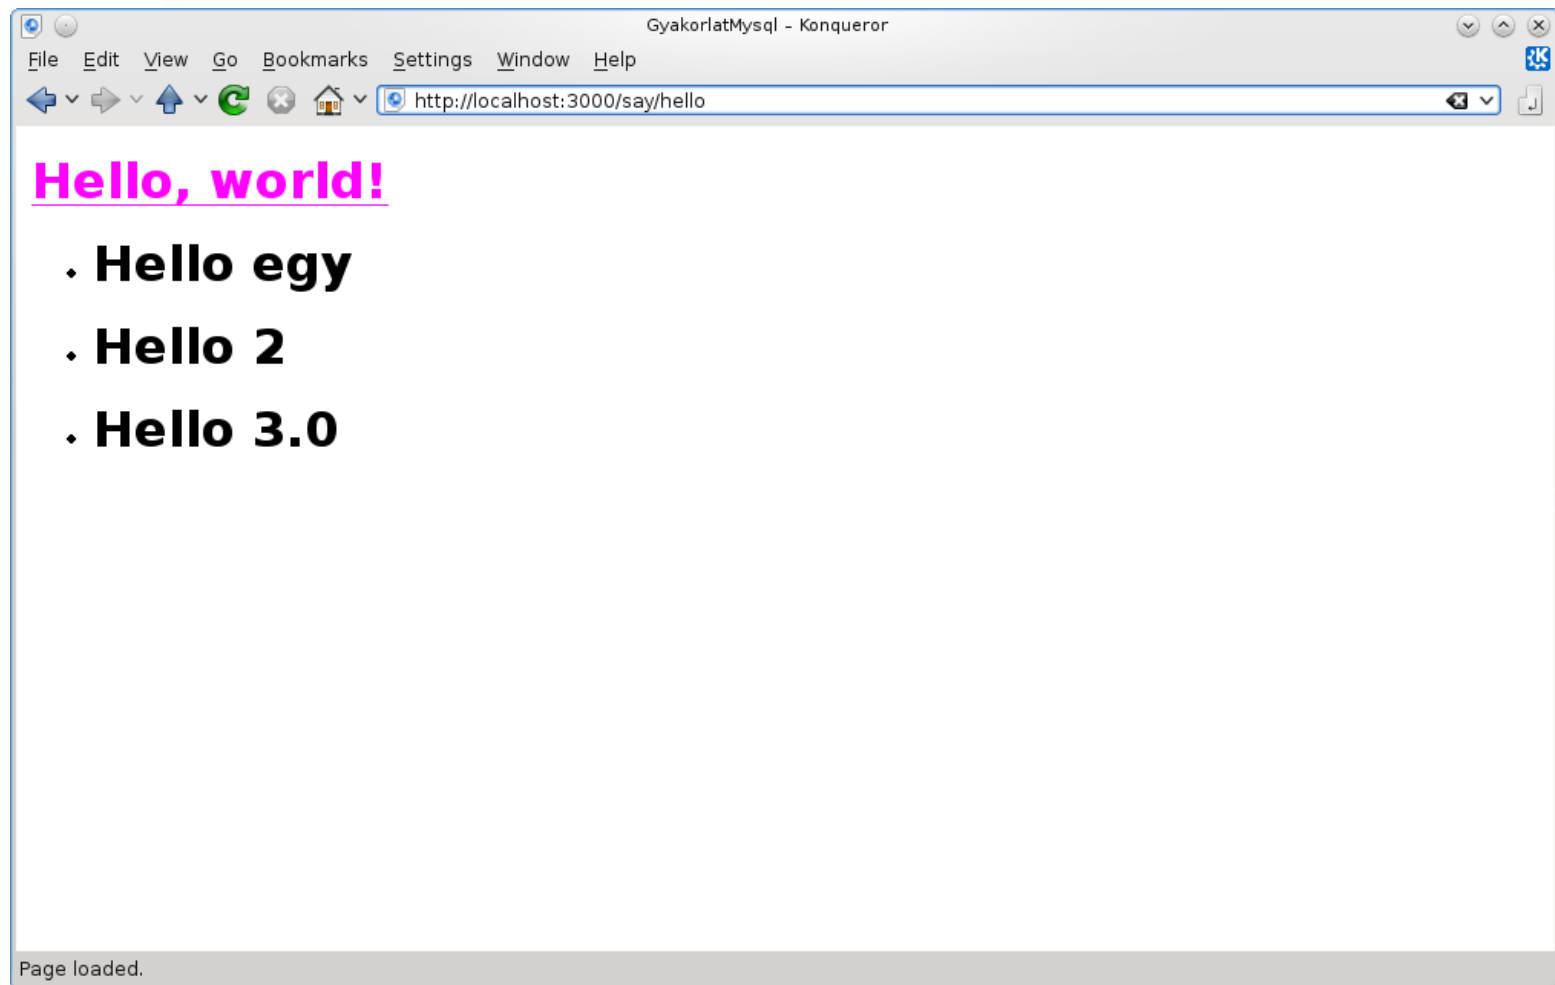 GyakorlatMysql – Konqueror
File Edit View Go Bookmarks Settings Window Help
http://localhost:3000/say/hello
Hello, world!
• Hello egy
• Hello 2
• Hello 3.0
Page loaded.